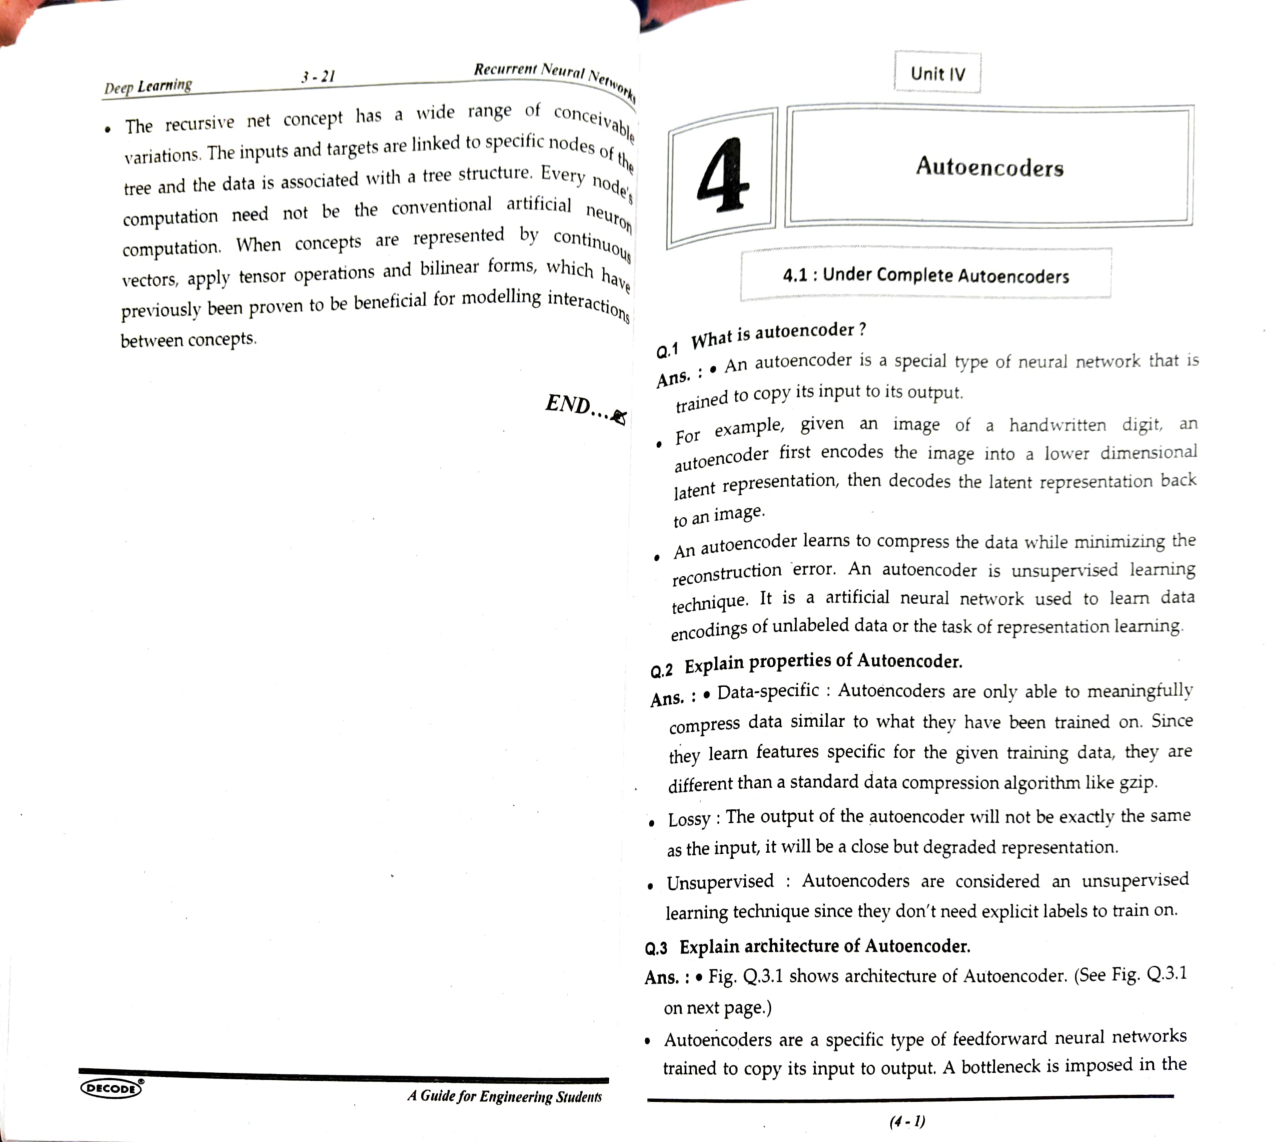 Deep Learning 3 - 21 Recurrent Neural Networks
• The recursive net concept has a wide range of conceivable
variations. The inputs and targets are linked to specific nodes of the
tree and the data is associated with a tree structure. Every node's
computation need not be the conventional artificial neuron
computation. When concepts are represented by continuous
vectors, apply tensor operations and bilinear forms, which have
previously been proven to be beneficial for modelling interactions
between concepts.
END...
DECODE®
A Guide for Engineering Students
Unit IV
4
Autoencoders
4.1 : Under Complete Autoencoders
Q.1 What is autoencoder ?
Ans. : • An autoencoder is a special type of neural network that is
trained to copy its input to its output.
• For example, given an image of a handwritten digit, an
autoencoder first encodes the image into a lower dimensional
latent representation, then decodes the latent representation back
to an image.
• An autoencoder learns to compress the data while minimizing the
reconstruction error. An autoencoder is unsupervised learning
technique. It is a artificial neural network used to learn data
encodings of unlabeled data or the task of representation learning.
Q.2 Explain properties of Autoencoder.
Ans. : • Data-specific : Autoencoders are only able to meaningfully
compress data similar to what they have been trained on. Since
they learn features specific for the given training data, they are
different than a standard data compression algorithm like gzip.
• Lossy : The output of the autoencoder will not be exactly the same
as the input, it will be a close but degraded representation.
• Unsupervised : Autoencoders are considered an unsupervised
learning technique since they don't need explicit labels to train on.
Q.3 Explain architecture of Autoencoder.
Ans. : • Fig. Q.3.1 shows architecture of Autoencoder. (See Fig. Q.3.1
on next page.)
• Autoencoders are a specific type of feedforward neural networks
trained to copy its input to output. A bottleneck is imposed in the
(4 - 1)